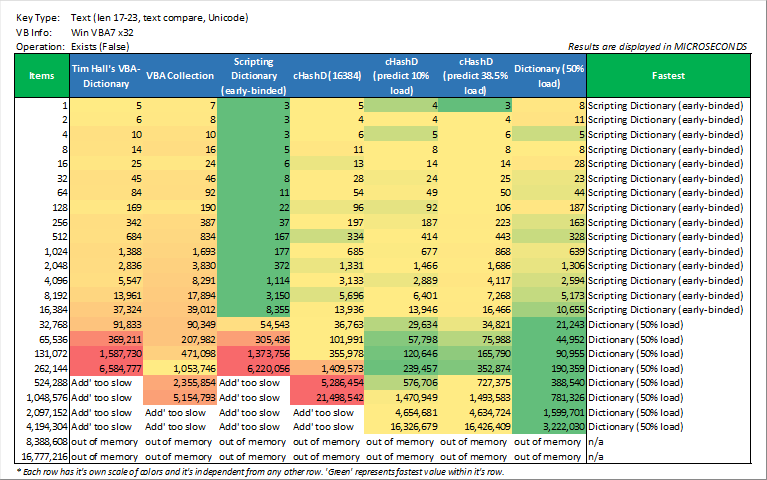 Key Type: Text (len 17-23, text compare, Unicode)
VB Info: Win VBA7 x32
Operation: Exists (False)
Results are displayed in MICROSECONDS
Items Tim Hall's VBA-Dictionary VBA Collection Scripting Dictionary (early-binded) cHashD (16384) cHashD (predict 10% load) cHashD (predict 38.5% load) Dictionary (50% load) Fastest
1 5 7 3 5 4 3 8 Scripting Dictionary (early-binded)
2 6 8 3 4 4 4 11 Scripting Dictionary (early-binded)
4 10 10 3 6 5 6 5 Scripting Dictionary (early-binded)
8 14 16 5 11 8 8 8 Scripting Dictionary (early-binded)
16 25 24 6 13 14 14 28 Scripting Dictionary (early-binded)
32 45 46 8 28 24 25 23 Scripting Dictionary (early-binded)
64 84 92 11 54 49 50 44 Scripting Dictionary (early-binded)
128 169 190 22 96 92 106 187 Scripting Dictionary (early-binded)
256 342 387 37 197 187 223 163 Scripting Dictionary (early-binded)
512 684 834 167 334 414 443 328 Scripting Dictionary (early-binded)
1,024 1,388 1,693 177 685 677 868 639 Scripting Dictionary (early-binded)
2,048 2,836 3,830 372 1,331 1,466 1,686 1,306 Scripting Dictionary (early-binded)
4,096 5,547 8,291 1,114 3,133 2,889 4,117 2,594 Scripting Dictionary (early-binded)
8,192 13,961 17,894 3,150 5,696 6,401 7,268 5,173 Scripting Dictionary (early-binded)
16,384 37,324 39,012 8,355 13,936 13,946 16,466 10,655 Scripting Dictionary (early-binded)
32,768 91,833 90,349 54,543 36,763 29,634 34,821 21,243 Dictionary (50% load)
65,536 369,211 207,982 305,436 101,991 57,798 75,988 44,952 Dictionary (50% load)
131,072 1,587,730 471,098 1,373,756 355,978 120,646 165,790 90,955 Dictionary (50% load)
262,144 6,584,777 1,053,746 6,220,056 1,409,573 239,457 352,874 190,359 Dictionary (50% load)
524,288 Add' too slow 2,355,854 Add' too slow 5,286,454 576,706 727,375 388,540 Dictionary (50% load)
1,048,576 Add' too slow 5,154,793 Add' too slow 21,498,542 1,470,949 1,493,583 781,326 Dictionary (50% load)
2,097,152 Add' too slow Add' too slow Add' too slow Add' too slow 4,654,681 4,634,724 1,599,701 Dictionary (50% load)
4,194,304 Add' too slow Add' too slow Add' too slow Add' too slow 16,326,679 16,426,409 3,222,030 Dictionary (50% load)
8,388,608 out of memory out of memory out of memory out of memory out of memory out of memory out of memory n/a
16,777,216 out of memory out of memory out of memory out of memory out of memory out of memory out of memory n/a
* Each row has it's own scale of colors and it's independent from any other row. 'Green' represents fastest value within it's row.